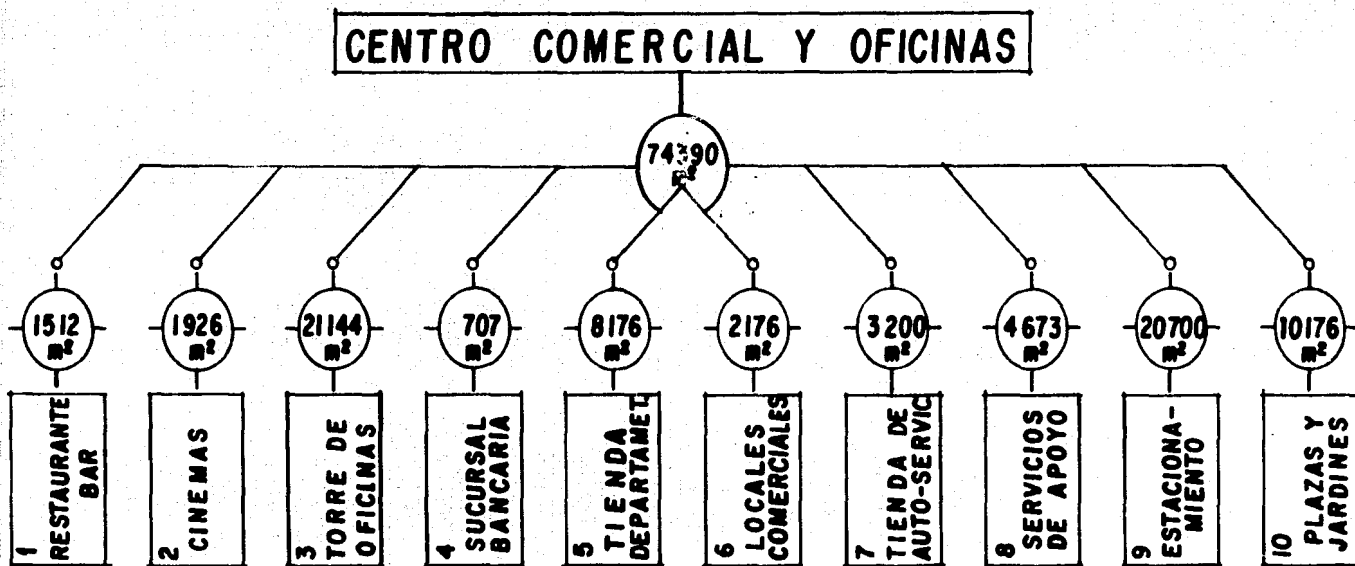 CENTRO COMERCIAL Y OFICINAS
74390
m²
1512
m²
1926
m²
21144
m²
707
m²
8176
m²
2176
m²
3200
m²
4673
m²
20700
m²
10176
m²
1
RESTAURANTE
BAR
2
CINEMAS
3
TORRE DE
OFICLINAS
4
SUCURSAL
BANCARIA
5
TIENDA
DEPARTAMET.
6
LOCALES
COMERCIALES
7
TIENDA DE
AUTO-SERVIC
8
SERVICIOS
DE APOYO
9
ESTACIONA-
MIENTO
10
PLAZAS Y
JARDINES